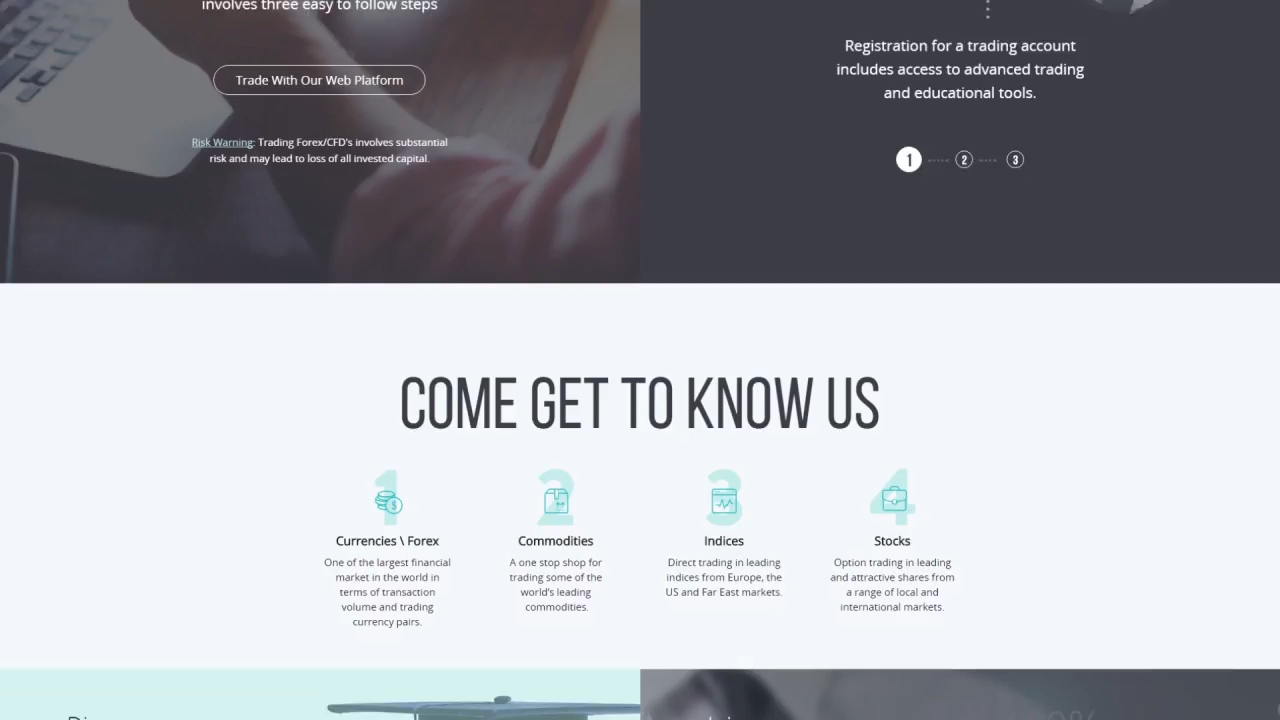 involves three easy to follow steps
Trade With Our Web Platform
Risk Warning: Trading Forex/CFD's involves substantial
risk and may lead to loss of all invested capital.
Registration for a trading account
includes access to advanced trading
and educational tools.
1 2 3
COME GET TO KNOW US
1
Currencies \ Forex
One of the largest financial
market in the world in
terms of transaction
volume and trading
currency pairs.
2
Commodities
A one stop shop for
trading some of the
world's leading
commodities.
3
Indices
Direct trading in leading
indices from Europe, the
US and Far East markets.
4
Stocks
Option trading in leading
and attractive shares from
a range of local and
international markets.